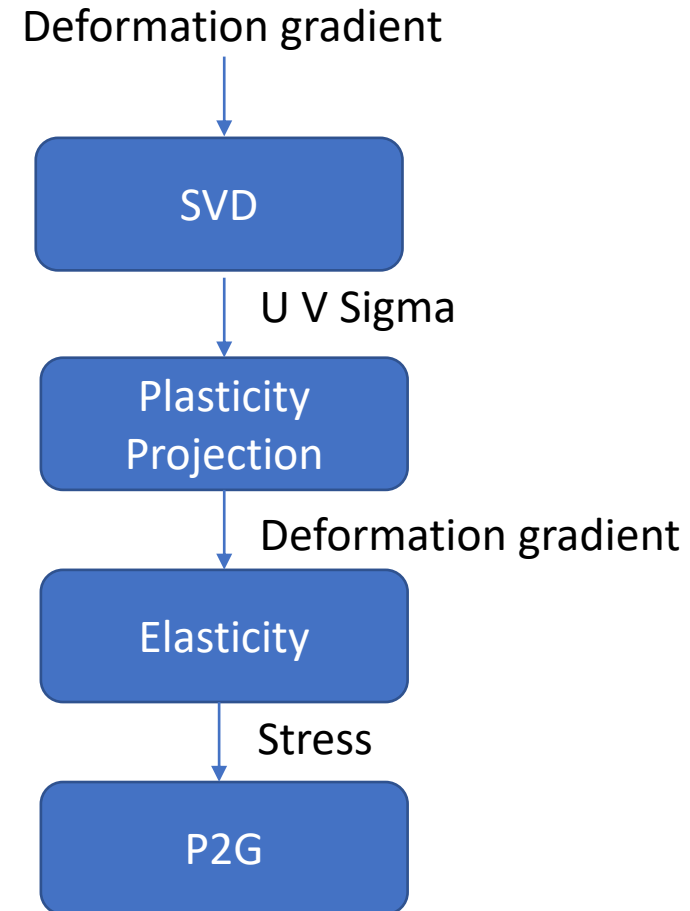 Deformation gradient
SVD
U V Sigma
Plasticity
Projection
Deformation gradient
Elasticity
Stress
P2G